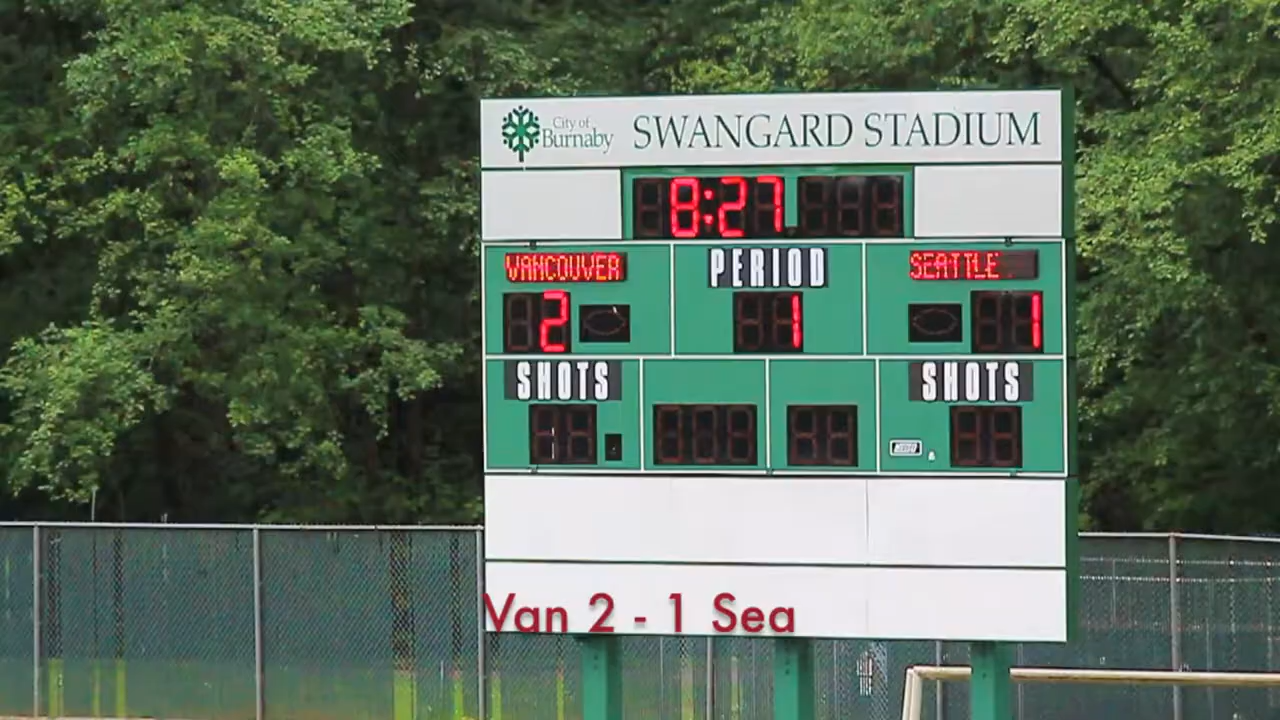 City of
Burnaby
SWANGARD STADIUM
8:27
VANCOUVER
PERIOD
SEATTLE
2
1
1
SHOTS
SHOTS
Van 2 - 1 Sea